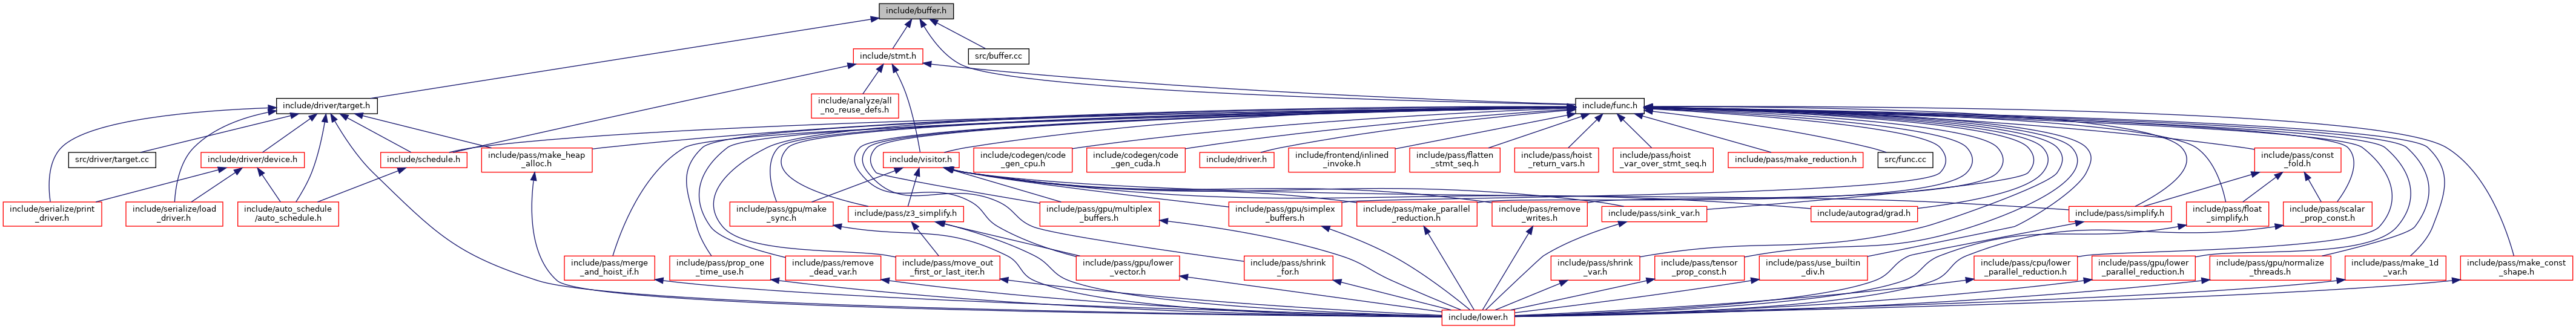 include/buffer.h
include/stmt.h
src/buffer.cc
include/analyze/all
_no_reuse_defs.h
include/driver/target.h
include/func.h
src/driver/target.cc
include/driver/device.h
include/schedule.h
include/pass/make_heap
_alloc.h
include/visitor.h
include/codegen/code
_gen_cpu.h
include/codegen/code
_gen_cuda.h
include/driver.h
include/frontend/inlined
_invoke.h
include/pass/flatten
_stmt_seq.h
include/pass/hoist
_return_vars.h
include/pass/hoist
_var_over_stmt_seq.h
include/pass/make_reduction.h
src/func.cc
include/pass/const
_fold.h
include/serialize/print
_driver.h
include/serialize/load
_driver.h
include/auto_schedule
/auto_schedule.h
include/pass/gpu/make
_sync.h
include/pass/z3_simplify.h
include/pass/gpu/multiplex
_buffers.h
include/pass/gpu/simplex
_buffers.h
include/pass/make_parallel
_reduction.h
include/pass/remove
_writes.h
include/pass/sink_var.h
include/autograd/grad.h
include/pass/simplify.h
include/pass/float
_simplify.h
include/pass/scalar
_prop_const.h
include/pass/merge
_and_hoist_if.h
include/pass/prop_one
_time_use.h
include/pass/remove
_dead_var.h
include/pass/move_out
_first_or_last_iter.h
include/pass/gpu/lower
_vector.h
include/pass/shrink
_for.h
include/pass/shrink
_var.h
include/pass/tensor
_prop_const.h
include/pass/use_builtin
_div.h
include/pass/cpu/lower
_parallel_reduction.h
include/pass/gpu/lower
_parallel_reduction.h
include/pass/gpu/normalize
_threads.h
include/pass/make_1d
_var.h
include/pass/make_const
_shape.h
include/lower.h